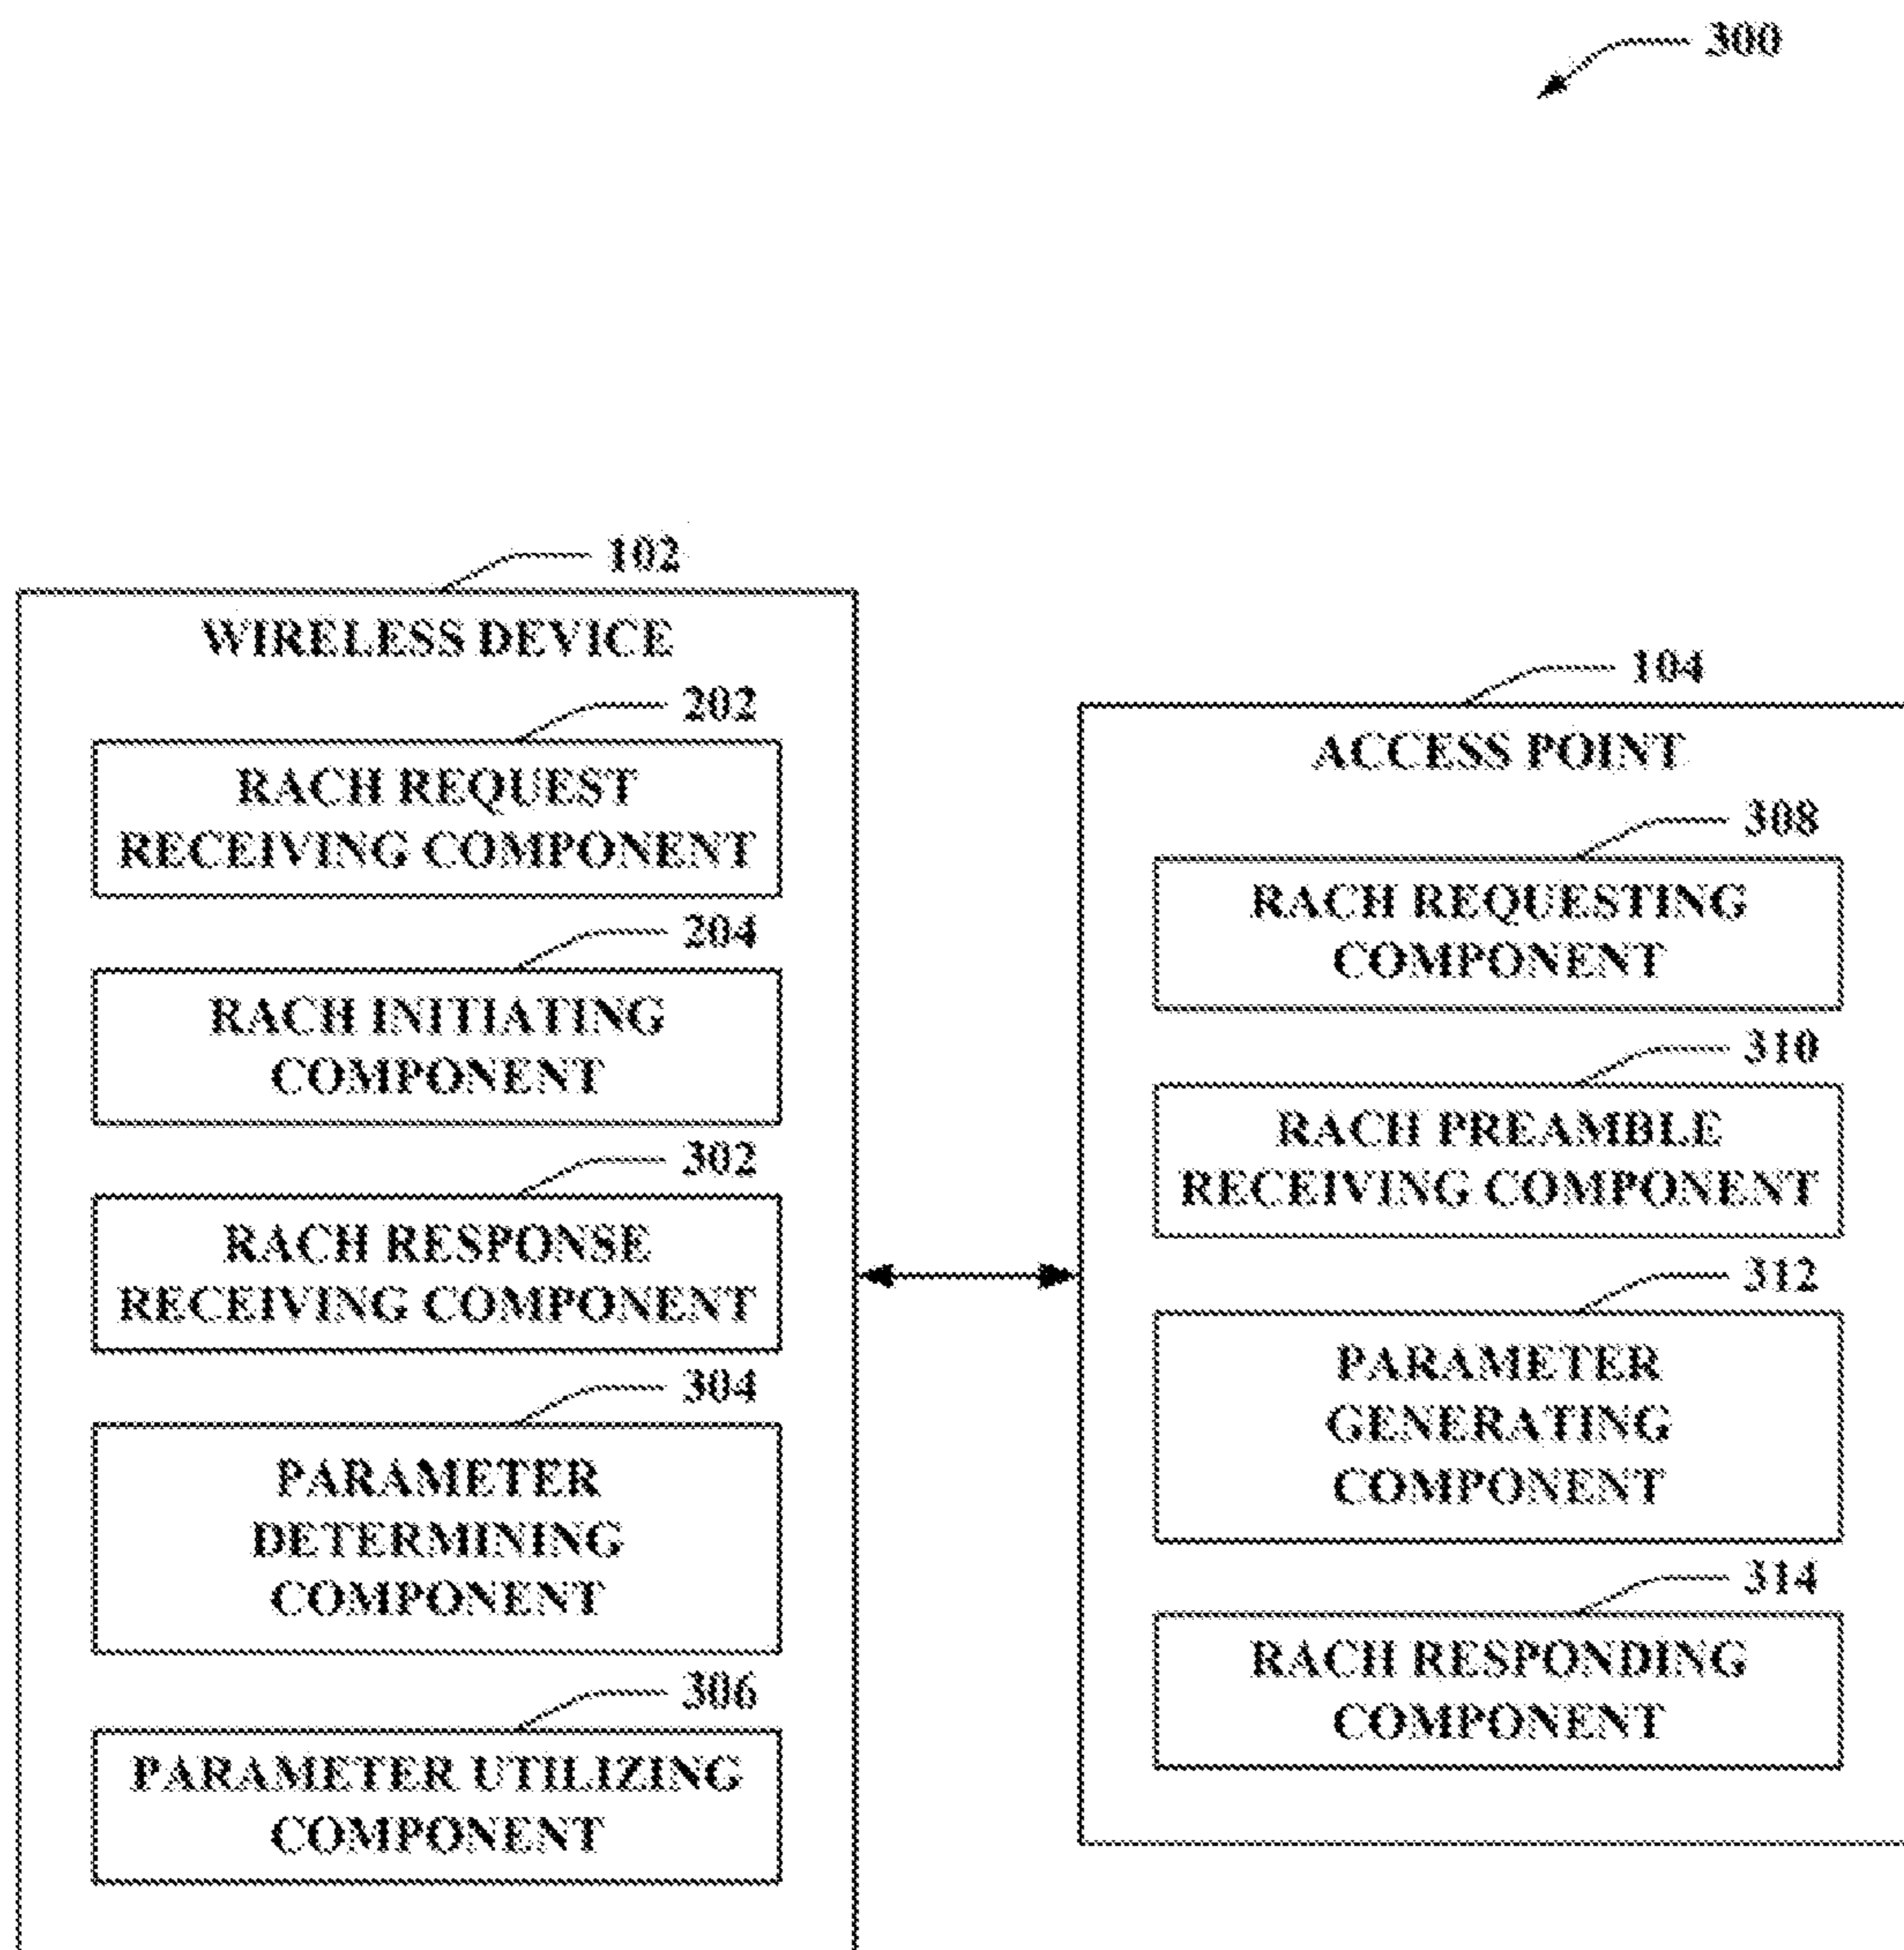 300
102
WIRELESS DEVICE
202
RACH REQUEST
RECEIVING COMPONENT
204
RACH INITIATING
COMPONENT
302
RACH RESPONSE
RECEIVING COMPONENT
304
PARAMETER
DETERMINING
COMPONENT
306
PARAMETER UTILIZING
COMPONENT
104
ACCESS POINT
308
RACH REQUESTING
COMPONENT
310
RACH PREAMBLE
RECEIVING COMPONENT
312
PARAMETER
GENERATING
COMPONENT
314
RACH RESPONDING
COMPONENT